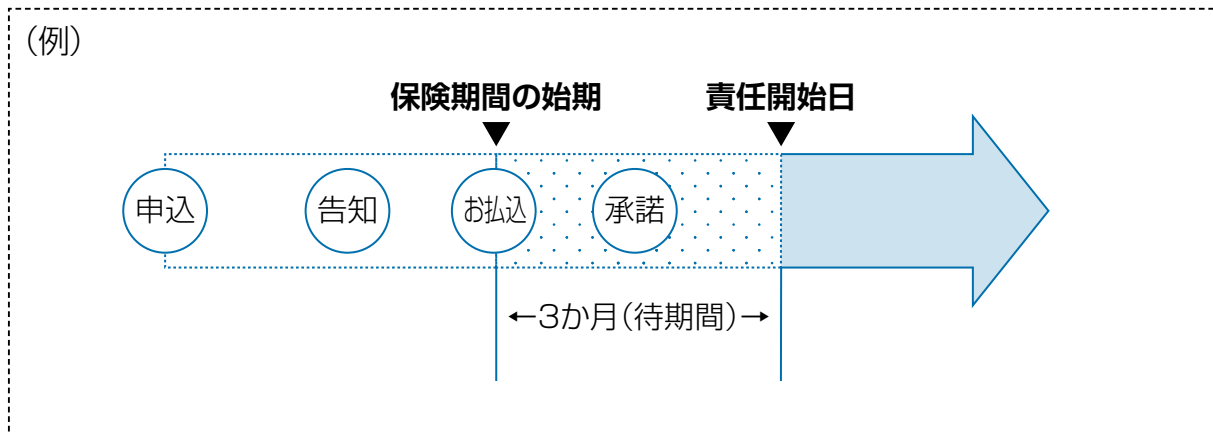 （例）
保険期間の始期
責任開始日
申込
告知
お払込
承諾
←3か月（待期間）→